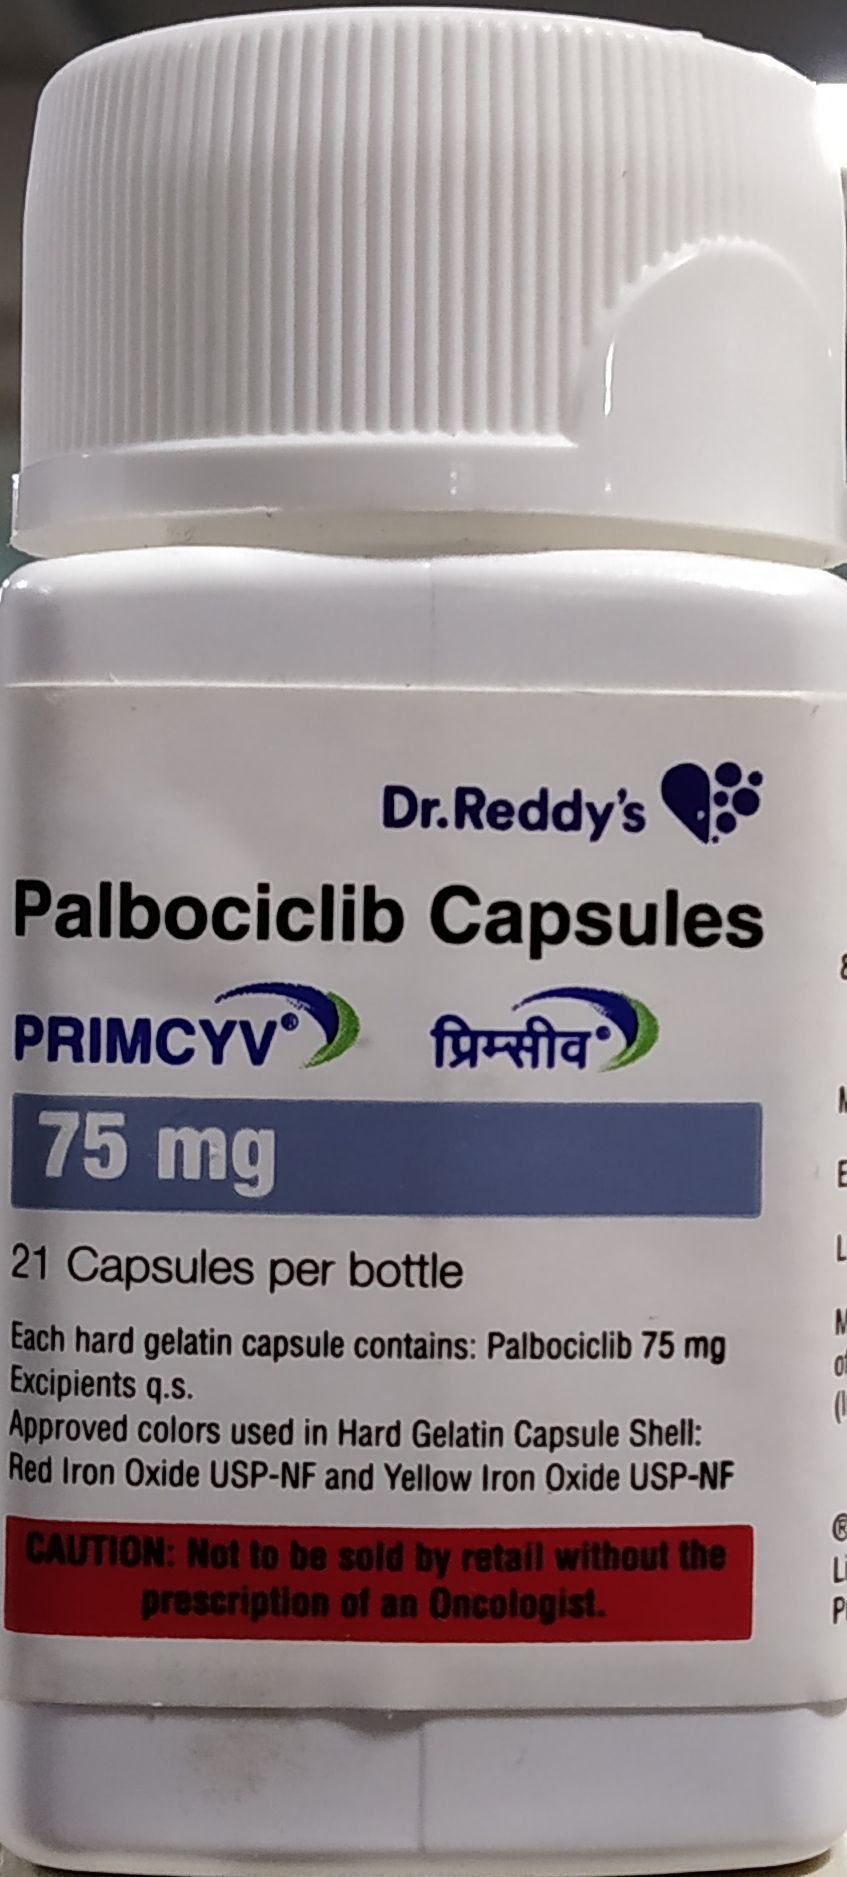 Dr.Reddy's
Palbociclib Capsules
PRIMCYV® प्रिम्सीव®
75 mg
21 Capsules per bottle
Each hard gelatin capsule contains: Palbociclib 75 mg
Excipients q.s.
Approved colors used in Hard Gelatin Capsule Shell:
Red Iron Oxide USP-NF and Yellow Iron Oxide USP-NF
CAUTION: Not to be sold by retail without the
prescription of an Oncologist.